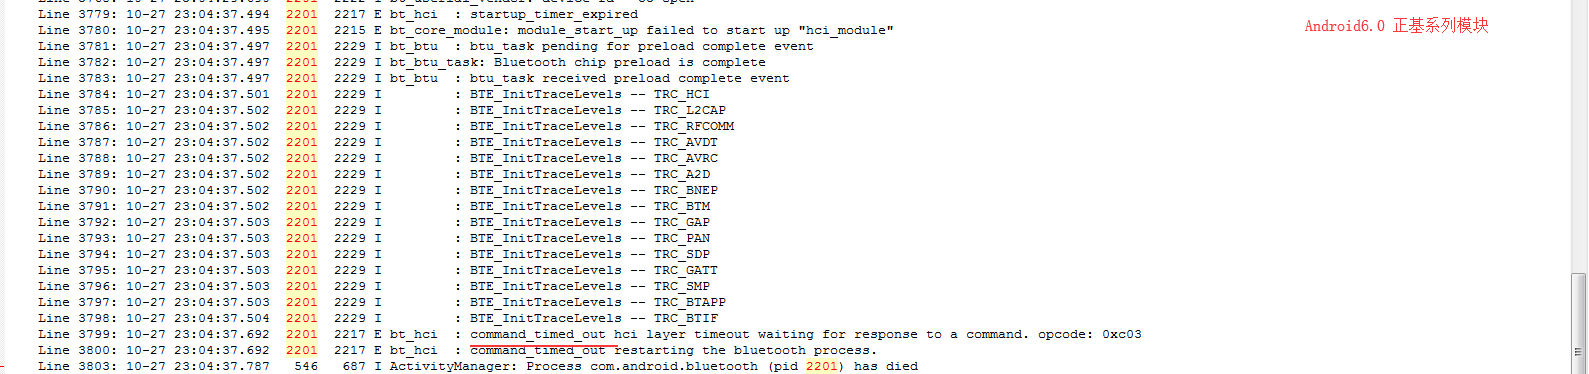 Line 3779: 10-27 23:04:37.494 2201 2217 E bt_hci : startup_timer_expired
Android6.0 正基系列模块
Line 3780: 10-27 23:04:37.495 2201 2215 E bt_core_module: module_start_up failed to start up "hci_module"
Line 3781: 10-27 23:04:37.497 2201 2229 I bt_btu : btu_task pending for preload complete event
Line 3782: 10-27 23:04:37.497 2201 2229 I bt_btu_task: Bluetooth chip preload is complete
Line 3783: 10-27 23:04:37.497 2201 2229 I bt_btu : btu_task received preload complete event
Line 3784: 10-27 23:04:37.501 2201 2229 I : BTE_InitTraceLevels -- TRC_HCI
Line 3785: 10-27 23:04:37.502 2201 2229 I : BTE_InitTraceLevels -- TRC_L2CAP
Line 3786: 10-27 23:04:37.502 2201 2229 I : BTE_InitTraceLevels -- TRC_RFCOMM
Line 3787: 10-27 23:04:37.502 2201 2229 I : BTE_InitTraceLevels -- TRC_AVDT
Line 3788: 10-27 23:04:37.502 2201 2229 I : BTE_InitTraceLevels -- TRC_AVRC
Line 3789: 10-27 23:04:37.502 2201 2229 I : BTE_InitTraceLevels -- TRC_A2D
Line 3790: 10-27 23:04:37.502 2201 2229 I : BTE_InitTraceLevels -- TRC_BNEP
Line 3791: 10-27 23:04:37.502 2201 2229 I : BTE_InitTraceLevels -- TRC_BTM
Line 3792: 10-27 23:04:37.503 2201 2229 I : BTE_InitTraceLevels -- TRC_GAP
Line 3793: 10-27 23:04:37.503 2201 2229 I : BTE_InitTraceLevels -- TRC_PAN
Line 3794: 10-27 23:04:37.503 2201 2229 I : BTE_InitTraceLevels -- TRC_SDP
Line 3795: 10-27 23:04:37.503 2201 2229 I : BTE_InitTraceLevels -- TRC_GATT
Line 3796: 10-27 23:04:37.503 2201 2229 I : BTE_InitTraceLevels -- TRC_SMP
Line 3797: 10-27 23:04:37.503 2201 2229 I : BTE_InitTraceLevels -- TRC_BTAPP
Line 3798: 10-27 23:04:37.504 2201 2229 I : BTE_InitTraceLevels -- TRC_BTIF
Line 3799: 10-27 23:04:37.692 2201 2217 E bt_hci : command_timed_out hci layer timeout waiting for response to a command. opcode: 0xc03
Line 3800: 10-27 23:04:37.692 2201 2217 E bt_hci : command_timed_out restarting the bluetooth process.
Line 3803: 10-27 23:04:37.787 546 687 I ActivityManager: Process com.android.bluetooth (pid 2201) has died